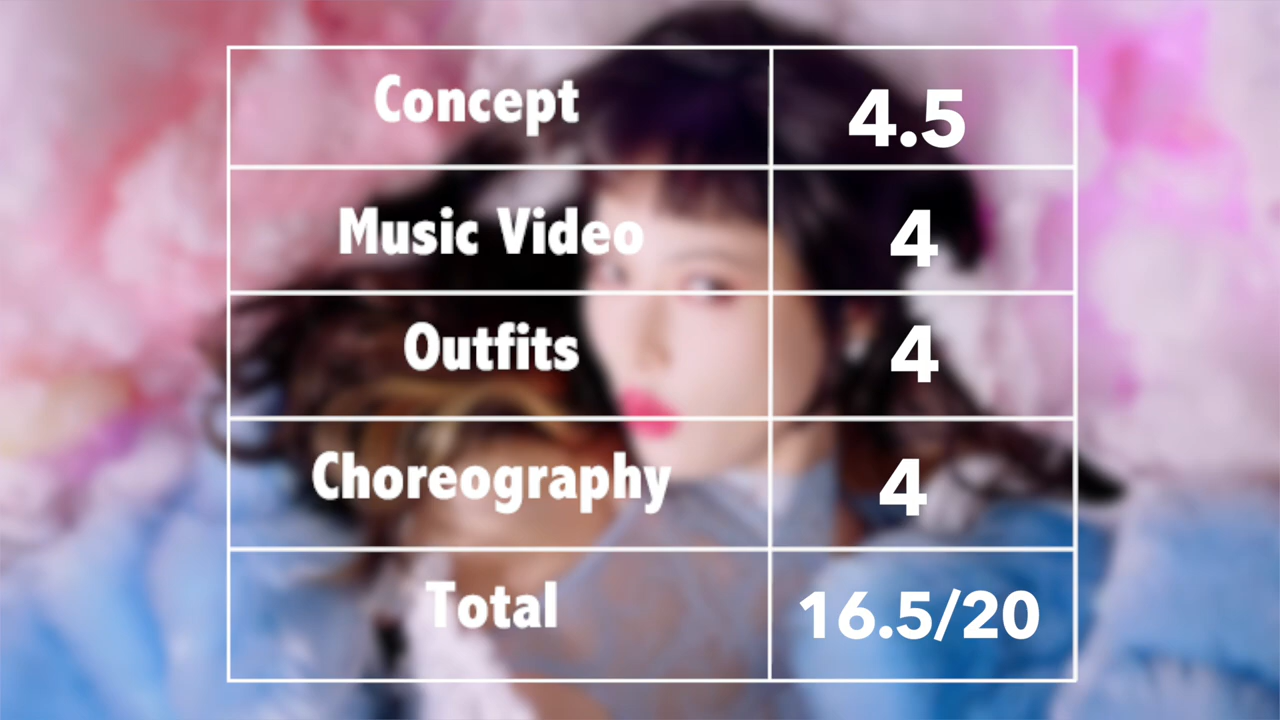 Concept 4.5
Music Video 4
Outfits 4
Choreography 4
Total 16.5/20